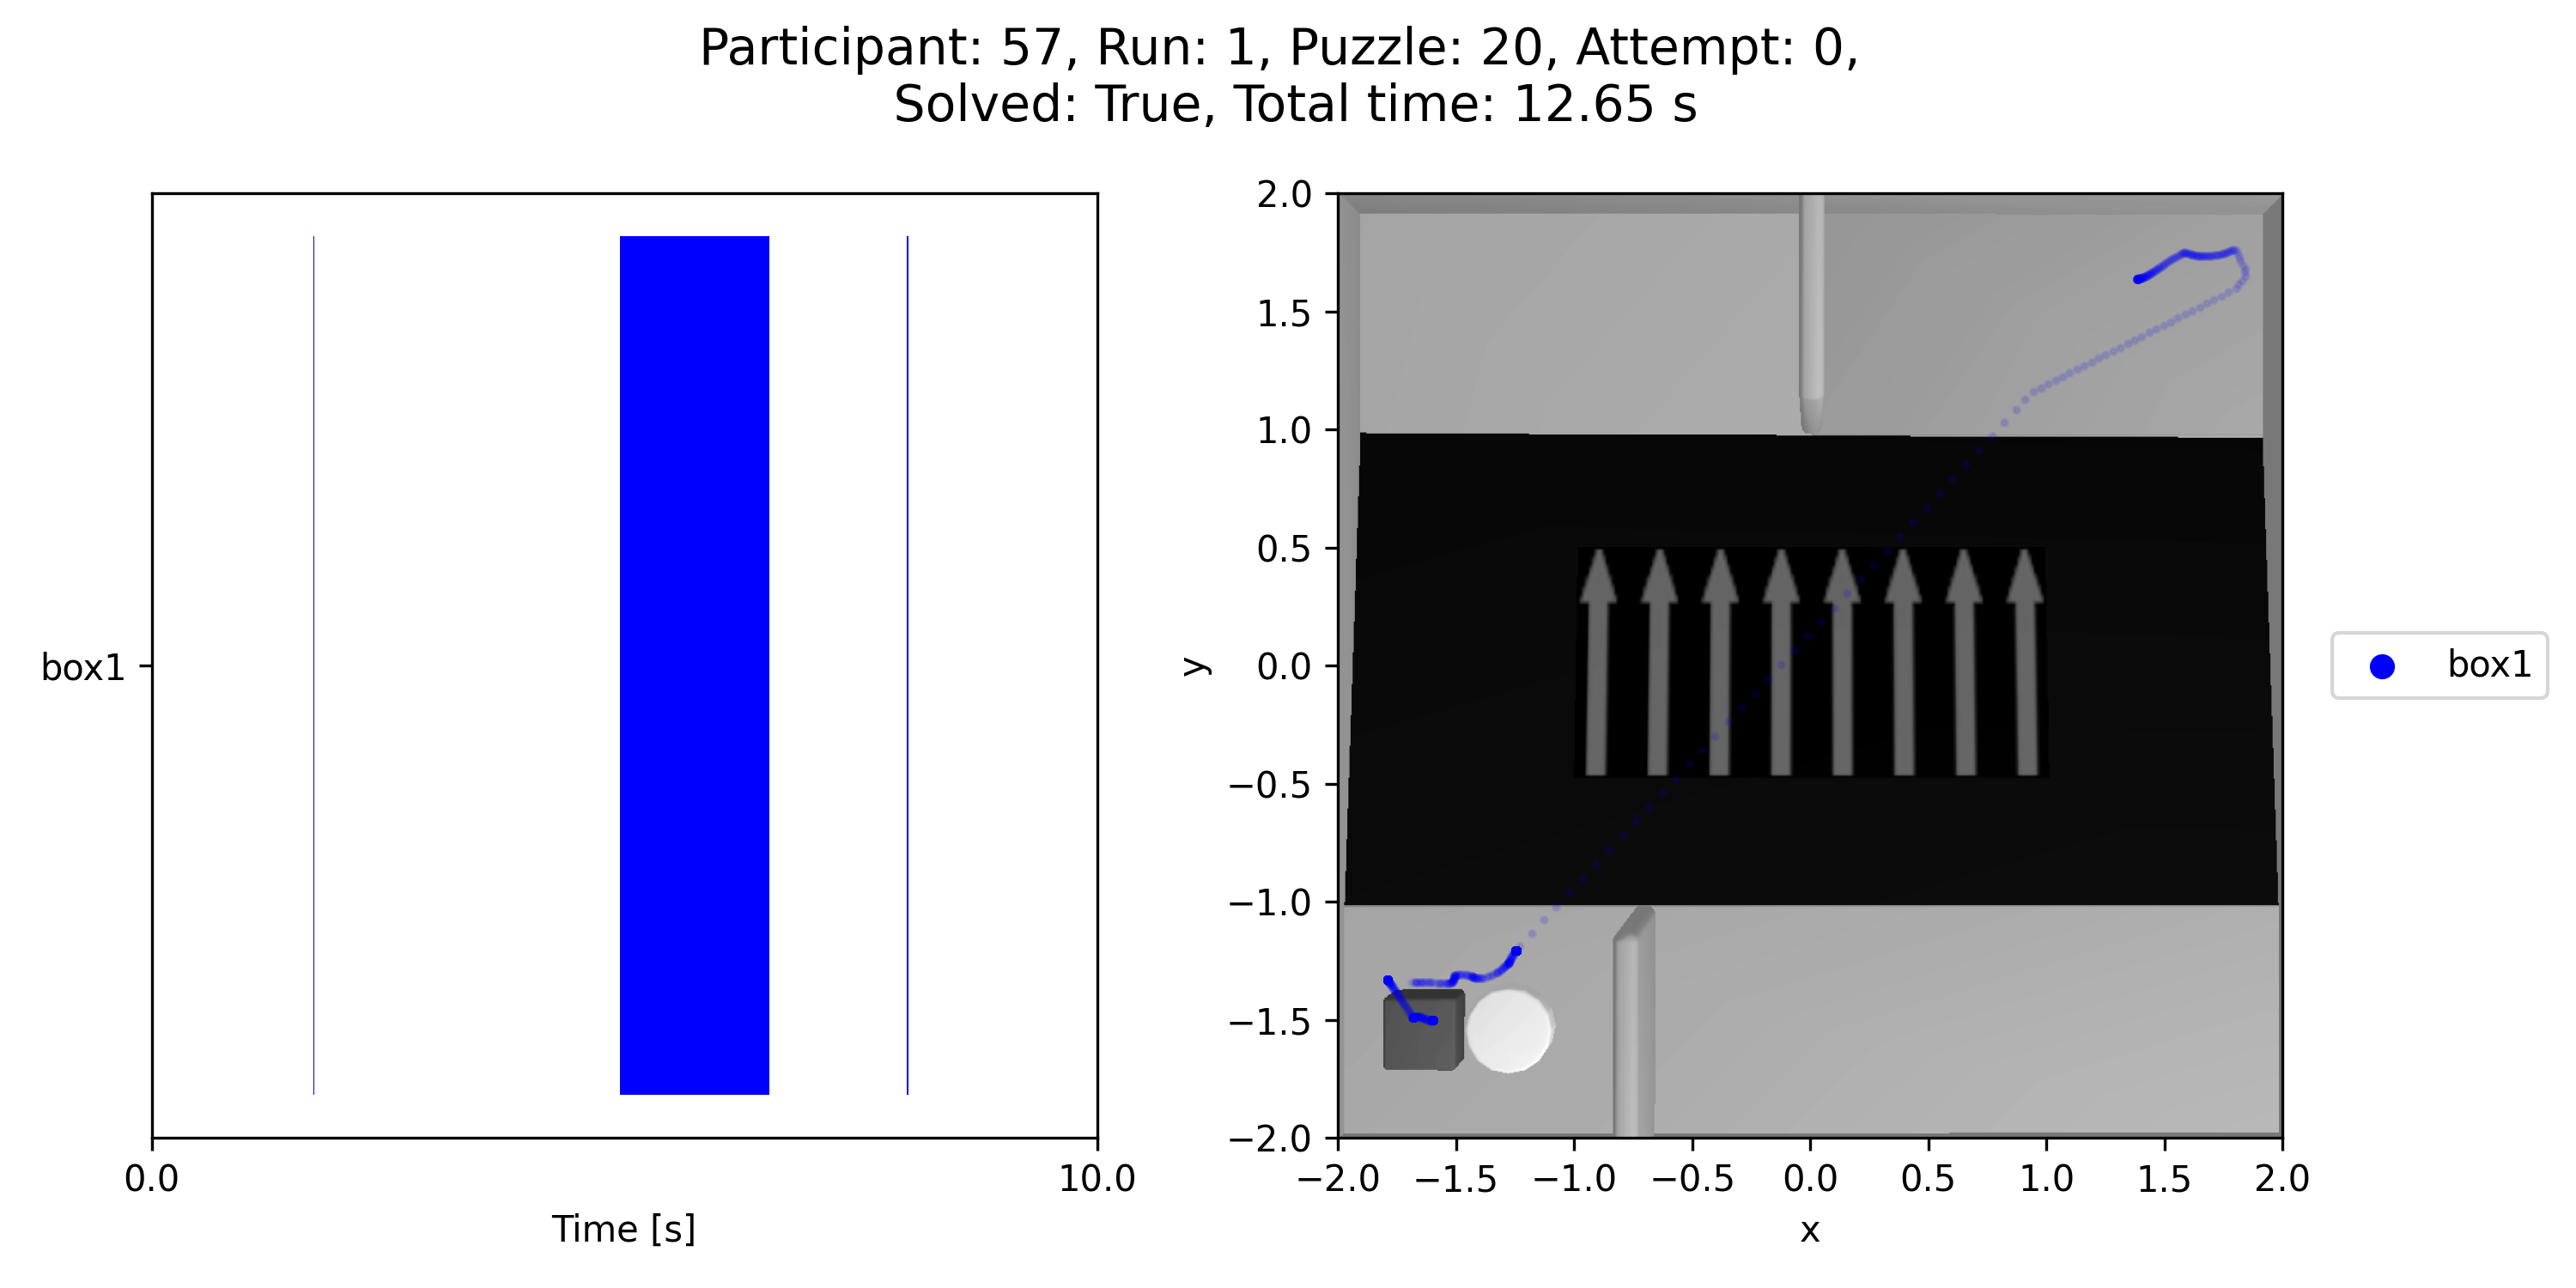 Participant: 57, Run: 1, Puzzle: 20, Attempt: 0,
Solved: True, Total time: 12.65 s
box1
0.0 10.0
Time [s]
2.0
1.5
1.0
0.5
0.0
−0.5
−1.0
−1.5
−2.0
y
−2.0 −1.5 −1.0 −0.5 0.0 0.5 1.0 1.5 2.0
x
box1